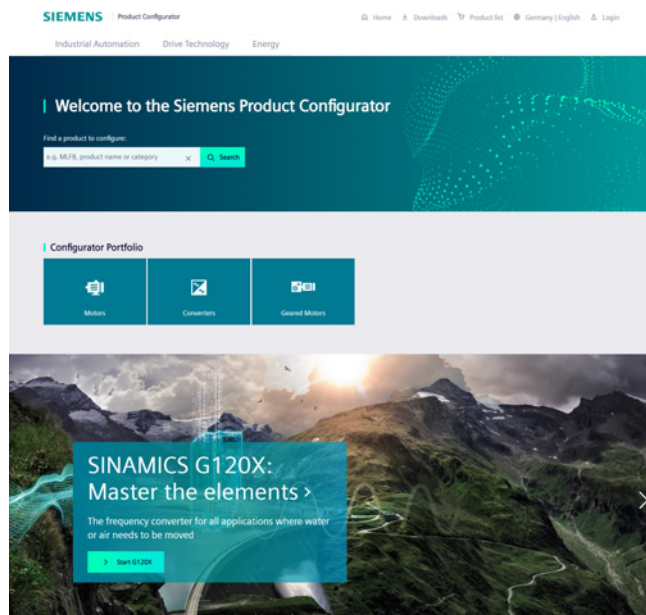 SIEMENS Product Configurator
Home Downloads Product list Germany | English Login
Industrial Automation Drive Technology Energy
Welcome to the Siemens Product Configurator
Find a product to configure:
e.g. MLFB, product name or category
Search
Configurator Portfolio
Motors Converters Geared Motors
SINAMICS G120X:
Master the elements >
The frequency converter for all applications where water
or air needs to be moved
> Start G120X